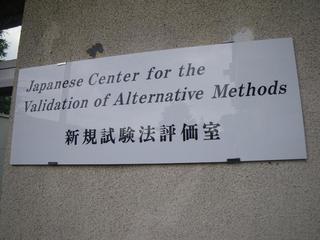 Japanese Center for the
Validation of Alternative Methods
新規試験法評価室